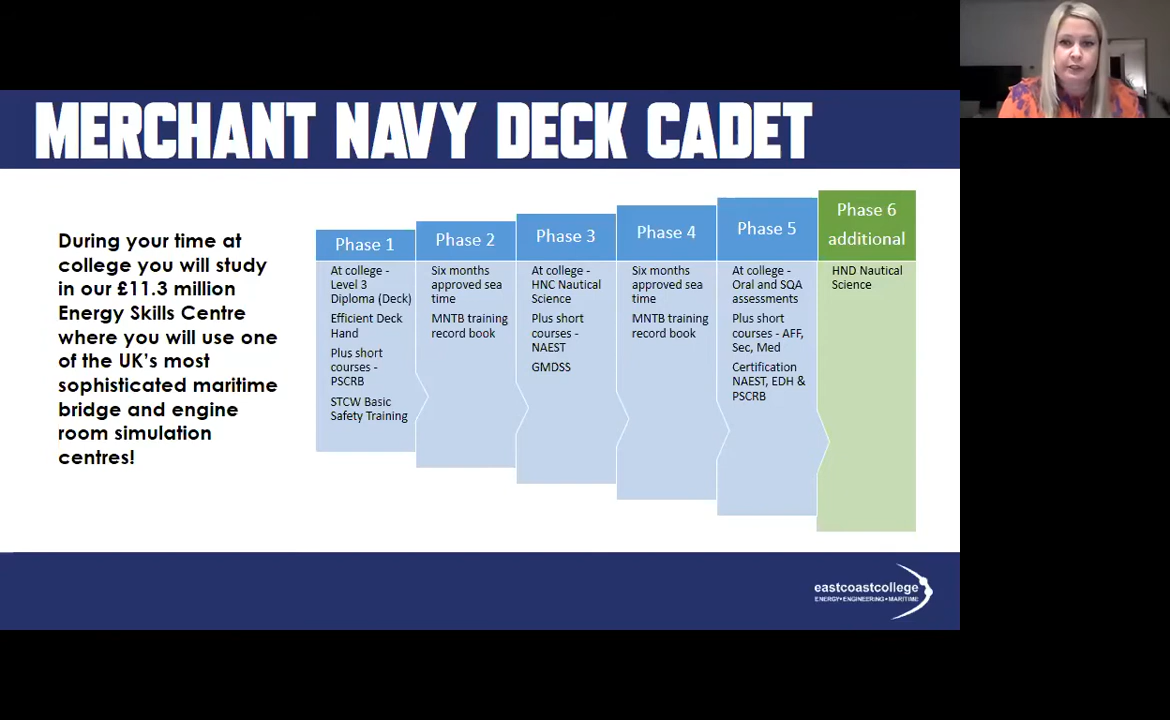 MERCHANT NAVY DECK CADET
During your time at
college you will study
in our £11.3 million
Energy Skills Centre
where you will use one
of the UK's most
sophisticated maritime
bridge and engine
room simulation
centres!
Phase 1
At college -
Level 3
Diploma (Deck)
Efficient Deck
Hand
Plus short
courses -
PSCRB
STCW Basic
Safety Training
Phase 2
Six months
approved sea
time
MNTB training
record book
Phase 3
At college -
HNC Nautical
Science
Plus short
courses -
NAEST
GMDSS
Phase 4
Six months
approved sea
time
MNTB training
record book
Phase 5
At college -
Oral and SQA
assessments
Plus short
courses - AFF,
Sec, Med
Certification
NAEST, EDH &
PSCRB
Phase 6
additional
HND Nautical
Science
eastcoastcollege
ENERGY•ENGINEERING•MARITIME